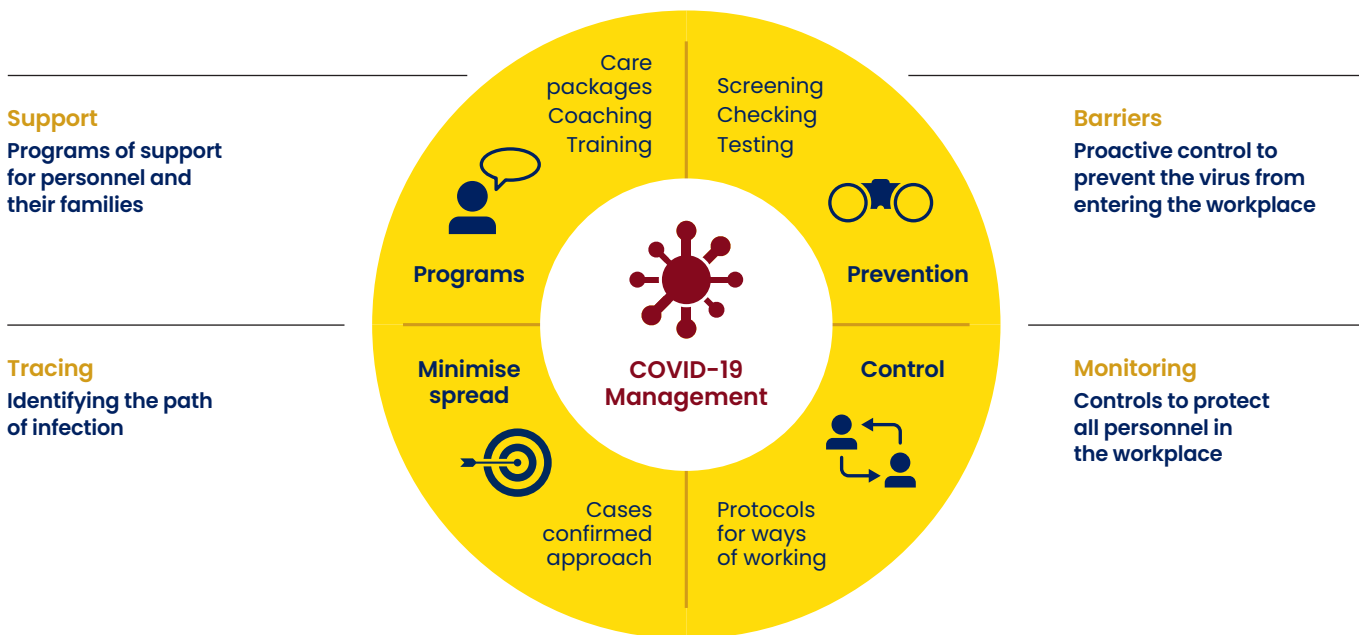 Support
Programs of support
for personnel and
their families
Care
packages
Coaching
Training
Programs
Screening
Checking
Testing
Prevention
Barriers
Proactive control to
prevent the virus from
entering the workplace
COVID-19
Management
Tracing
Identifying the path
of infection
Minimise
spread
Cases
confirmed
approach
Control
Protocols
for ways
of working
Monitoring
Controls to protect
all personnel in
the workplace